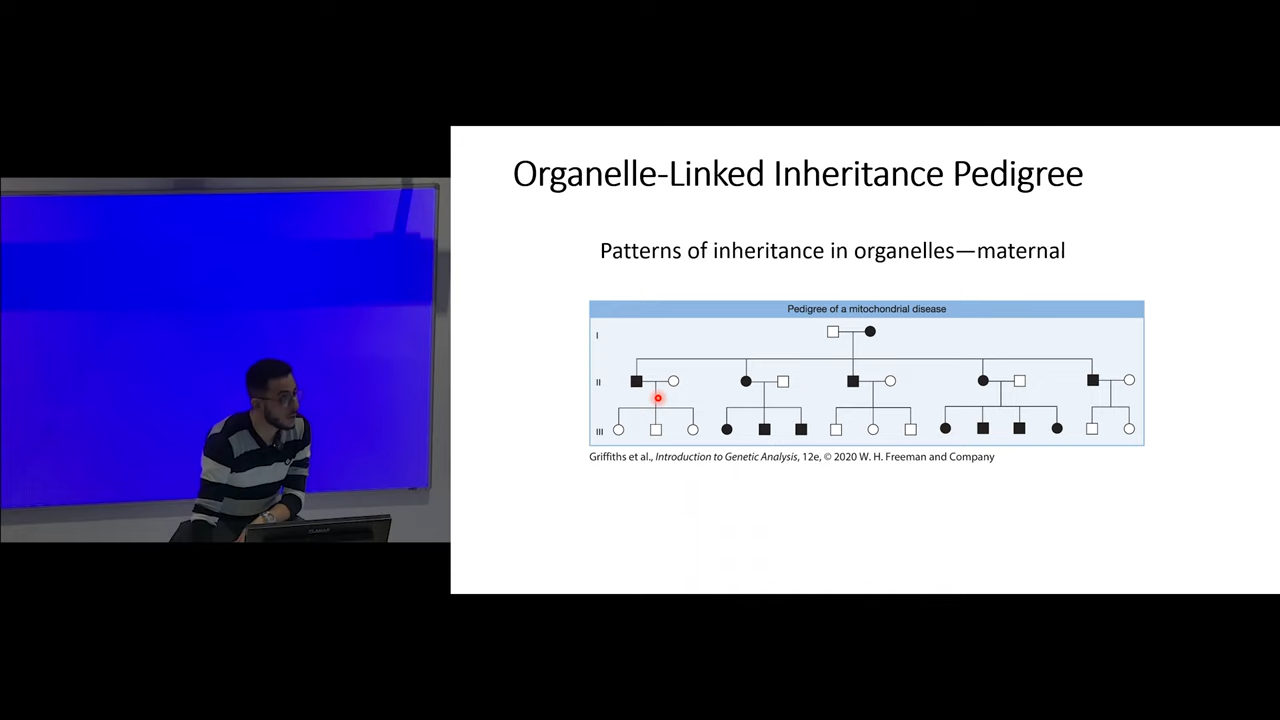 Organelle-Linked Inheritance Pedigree
Patterns of inheritance in organelles—maternal
Pedigree of a mitochondrial disease
I
II
III
Griffiths et al., Introduction to Genetic Analysis, 12e, © 2020 W. H. Freeman and Company